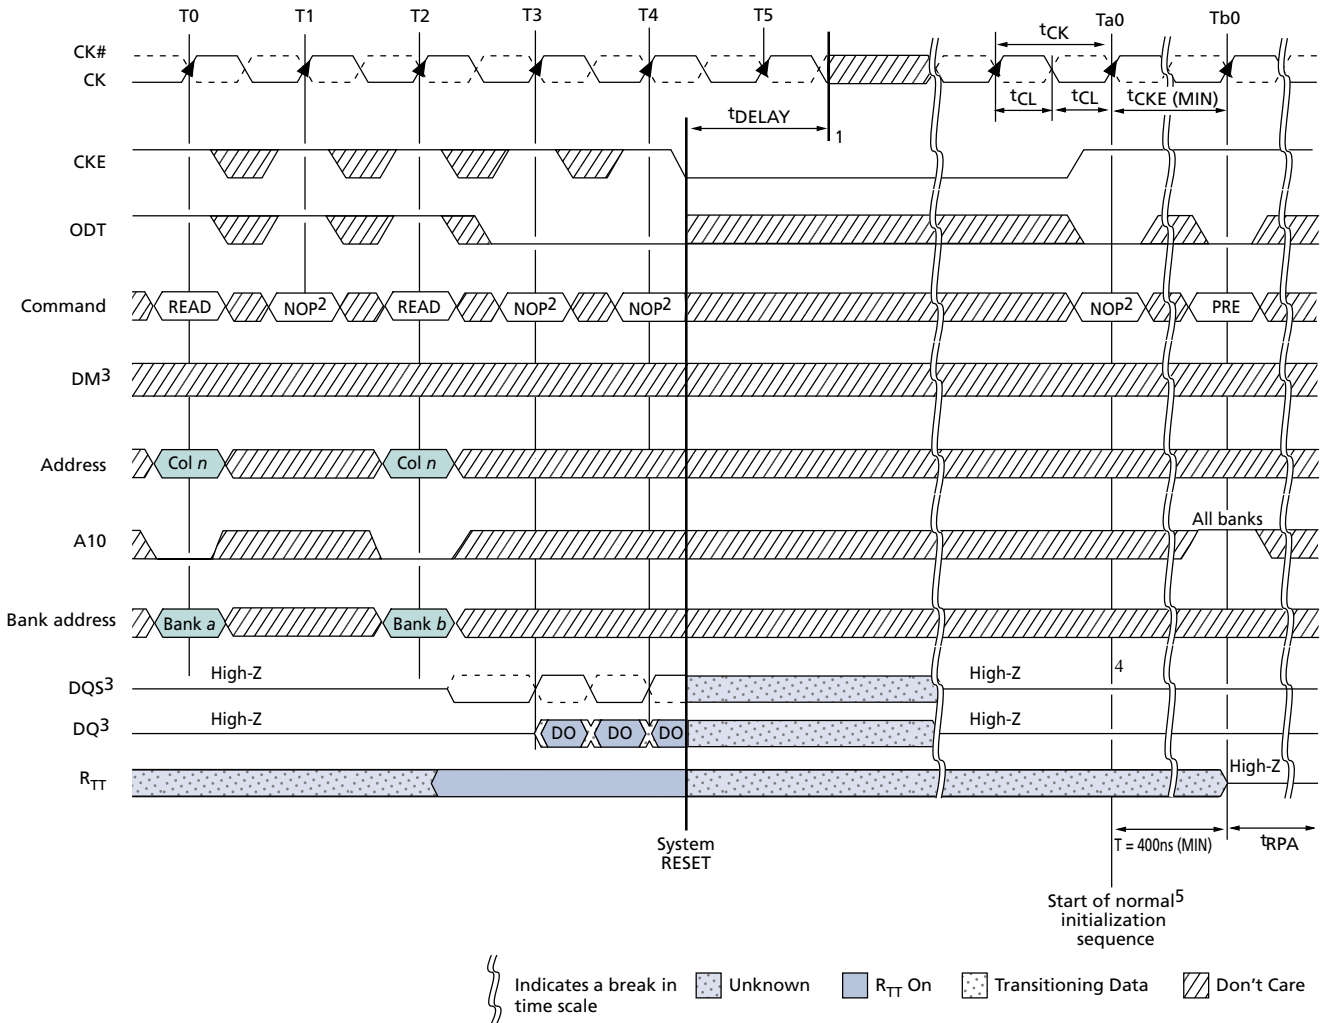 T0 T1 T2 T3 T4 T5 Ta0 Tb0
CK#
CK
tCK
tCL tCL tCKE (MIN)
tDELAY
1
CKE
ODT
Command READ NOP2 READ NOP2 NOP2 NOP2 PRE
DM3
Address Col n Col n
All banks
A10
Bank address Bank a Bank b
DQS3 High-Z High-Z 4
DQ3 High-Z DO DO DO High-Z
RTT High-Z
System
RESET
T = 400ns (MIN) tRPA
Start of normal5
initialization
sequence
Indicates a break in
time scale
Unknown
RTT On
Transitioning Data
Don't Care